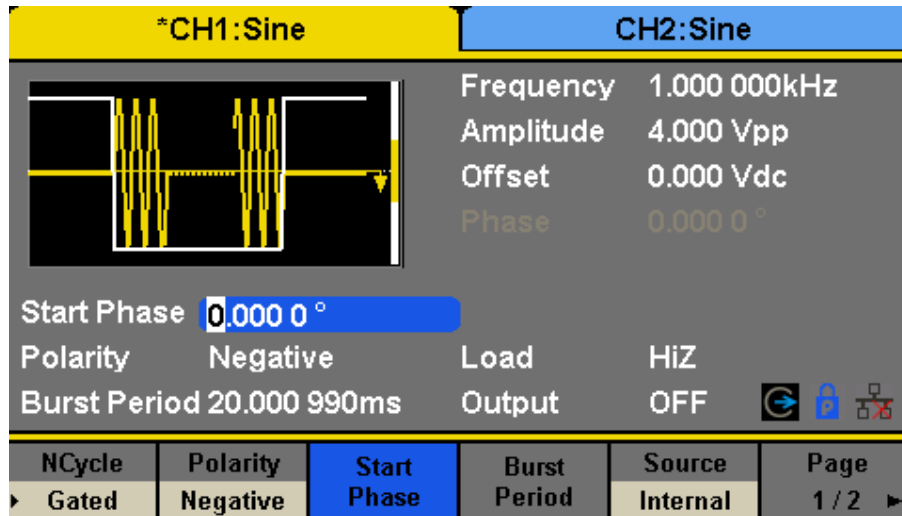 *CH1:Sine CH2:Sine
Frequency 1.000 000kHz
Amplitude 4.000 Vpp
Offset 0.000 Vdc
Phase 0.000 0 °
Start Phase 0.000 0 °
Polarity Negative Load HiZ
Burst Period 20.000 990ms Output OFF P
NCycle Polarity Start Burst Source Page
Gated Negative Phase Period Internal 1 / 2